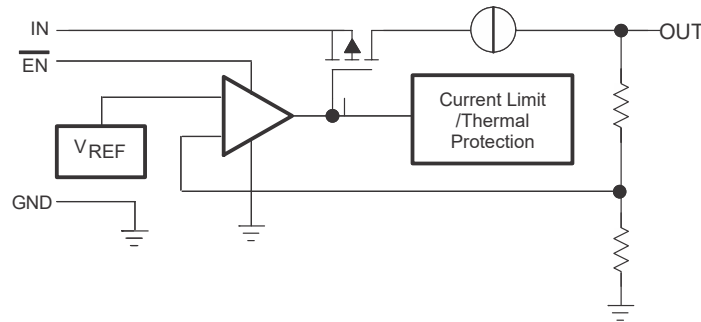 IN
OUT
EN
Current Limit
/Thermal
Protection
VREF
GND